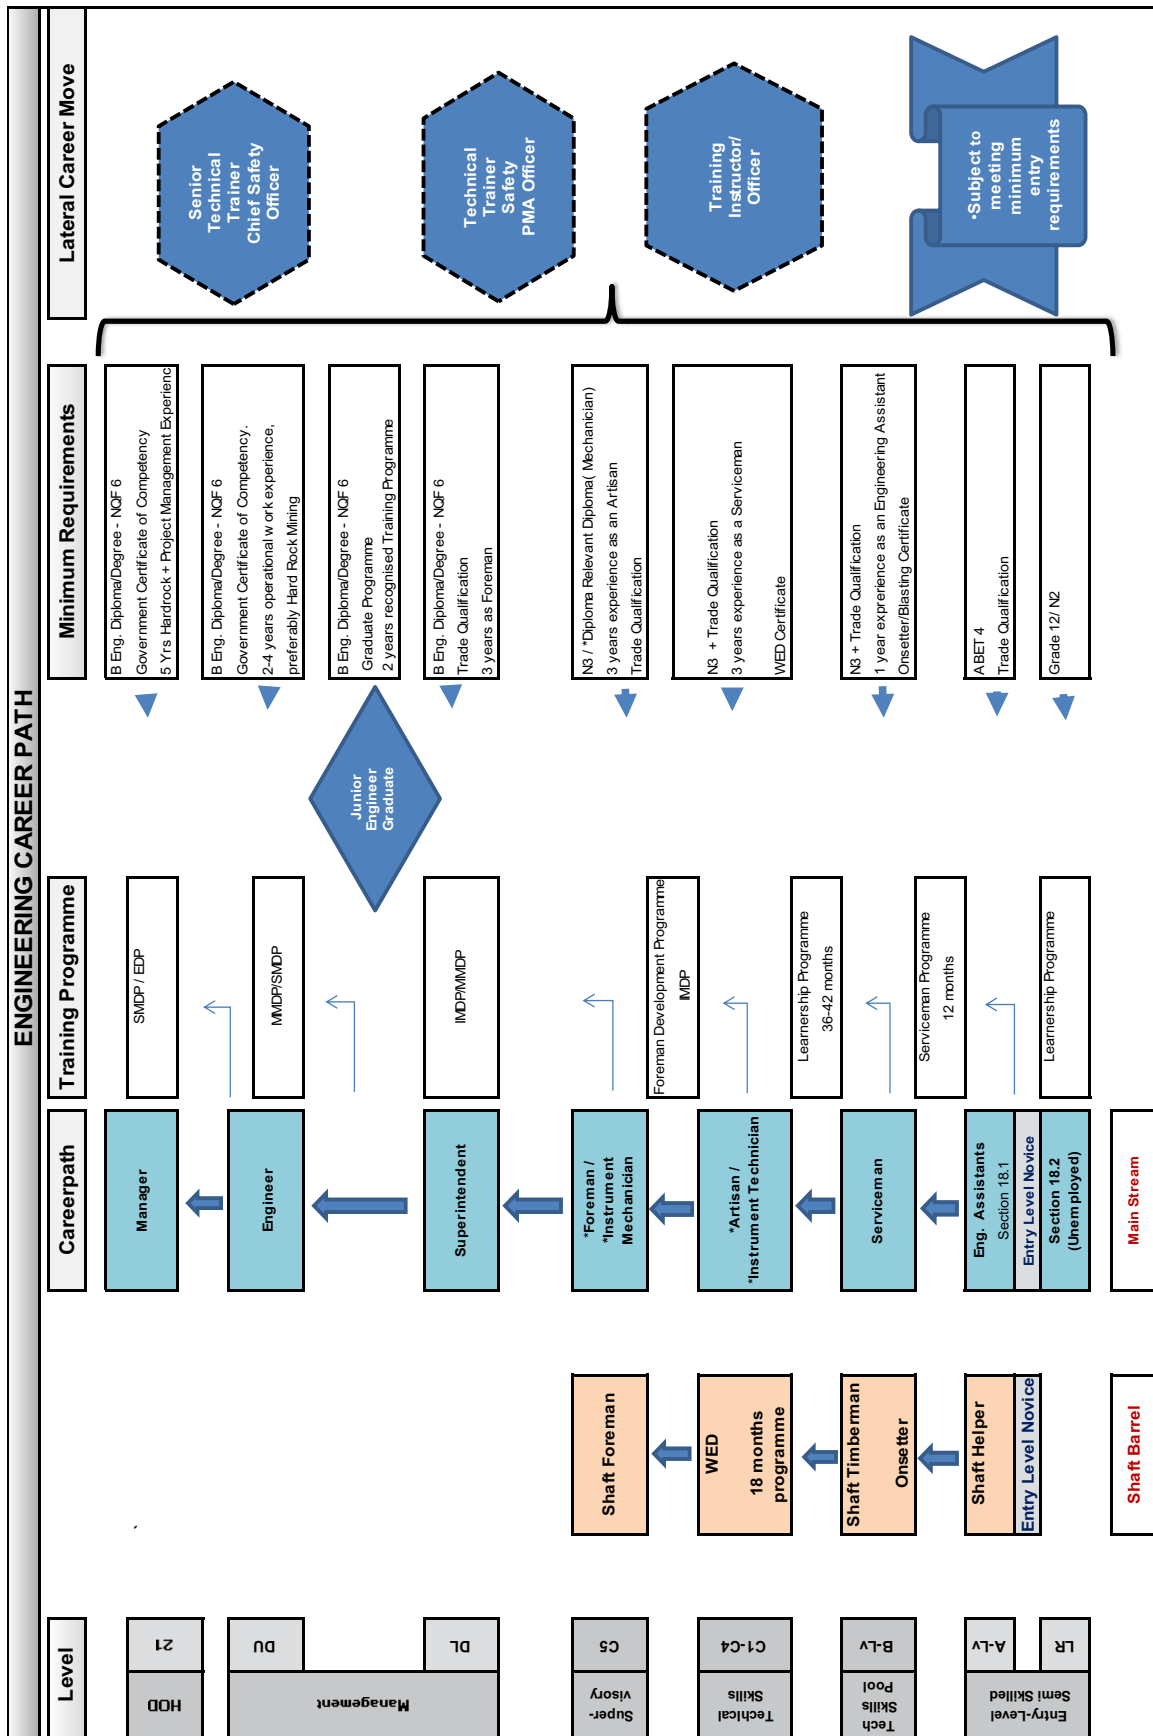 ENGINEERING CAREER PATH
Level
Careerpath
Training Programme
Minimum Requirements
Lateral Career Move
HOD
21
Manager
SMDP / EDP
B Eng. Diploma/Degree - NQF 6
Government Certificate of Competency
5 Yrs Hardrock + Project Management Experienc
Senior
Technical
Trainer
Chief Safety
Officer
Management
DU
Engineer
MMDP/SMDP
B Eng. Diploma/Degree - NQF 6
Government Certificate of Competency.
2-4 years operational work experience,
preferably Hard Rock Mining
Junior
Engineer
Graduate
B Eng. Diploma/Degree - NQF 6
Graduate Programme
2 years recognised Training Programme
DL
Superintendent
IMDP/MMDP
B Eng. Diploma/Degree - NQF 6
Trade Qualification
3 years as Foreman
Technical
Trainer
Safety
PMA Officer
Super-
visory
C5
Shaft Foreman
*Foreman /
*Instrument
Mechanician
Foreman Development Programme
IMDP
N3 / *Diploma Relevant Diploma( Mechanician)
3 years experience as an Artisan
Trade Qualification
Techical
Skills
C1-C4
WED
18 months
programme
*Artisan /
*Instrument Technician
Learnership Programme
36-42 months
N3 + Trade Qualification
3 years experience as a Serviceman
WED Certificate
Training
Instructor/
Officer
Tech
Skills
Pool
B-Lv
Shaft Timberman
Onsetter
Serviceman
Serviceman Programme
12 months
N3 + Trade Qualification
1 year exprerience as an Engineering Assistant
Onsetter/Blasting Certificate
Entry-Level
Semi Skilled
A-Lv
Shaft Helper
Entry Level Novice
Eng. Assistants
Section 18.1
Entry Level Novice
ABET 4
Trade Qualification
LR
Section 18.2
(Unemployed)
Learnership Programme
Grade 12/ N2
•Subject to
meeting
minimum
entry
requirements
Shaft Barrel
Main Stream